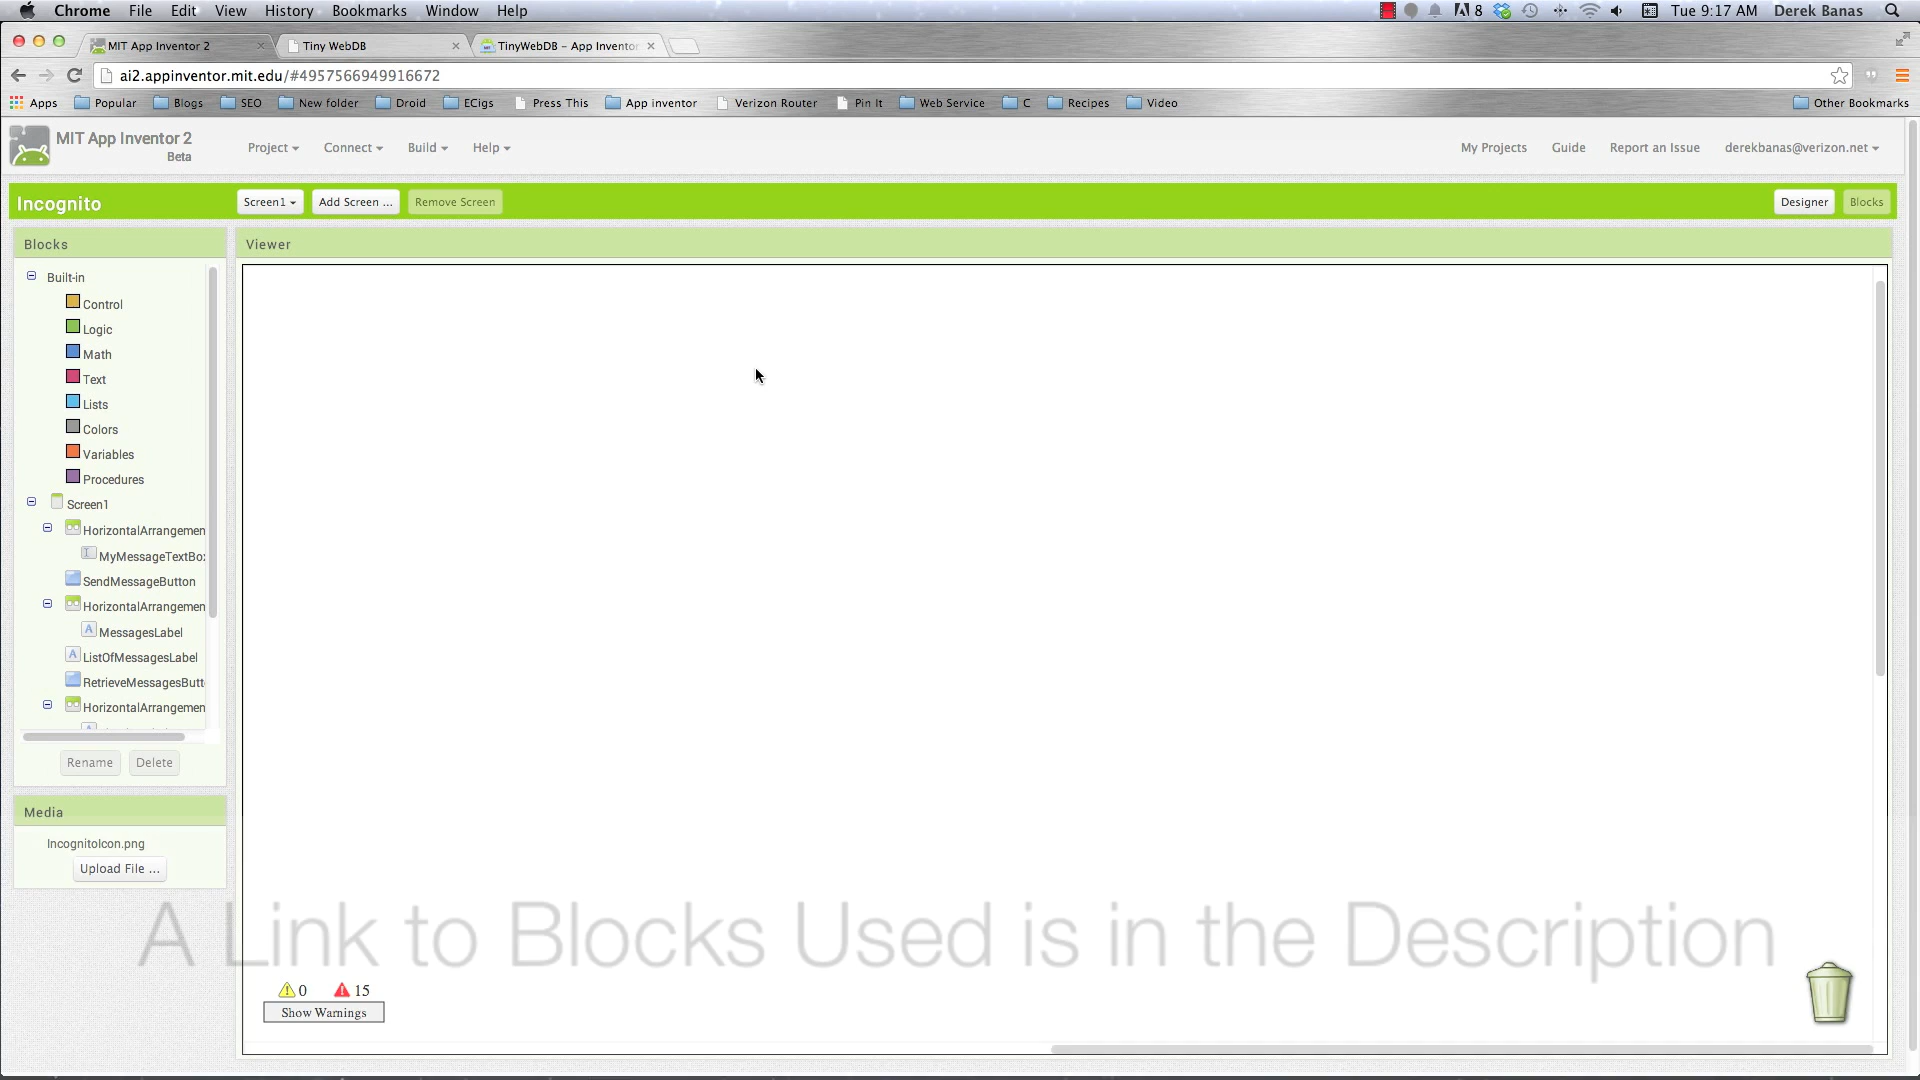 Chrome File Edit View History Bookmarks Window Help 8 Tue 9:17 AM Derek Banas
MIT App Inventor 2 Tiny WebDB TinyWebDB – App Inventor
ai2.appinventor.mit.edu/#4957566949916672
Apps Popular Blogs SEO New folder Droid ECigs Press This App inventor Verizon Router Pin It Web Service C Recipes Video Other Bookmarks
MIT App Inventor 2
Beta
Project Connect Build Help My Projects Guide Report an Issue derekbanas@verizon.net
Incognito Screen1 Add Screen ... Remove Screen Designer Blocks
Blocks Viewer
Built-in
Control
Logic
Math
Text
Lists
Colors
Variables
Procedures
Screen1
HorizontalArrangemen
MyMessageTextBo
SendMessageButton
HorizontalArrangemen
MessagesLabel
ListOfMessagesLabel
RetrieveMessagesButt
HorizontalArrangemen
Rename Delete
Media
IncognitoIcon.png
Upload File ...
A Link to Blocks Used is in the Description
0 15
Show Warnings